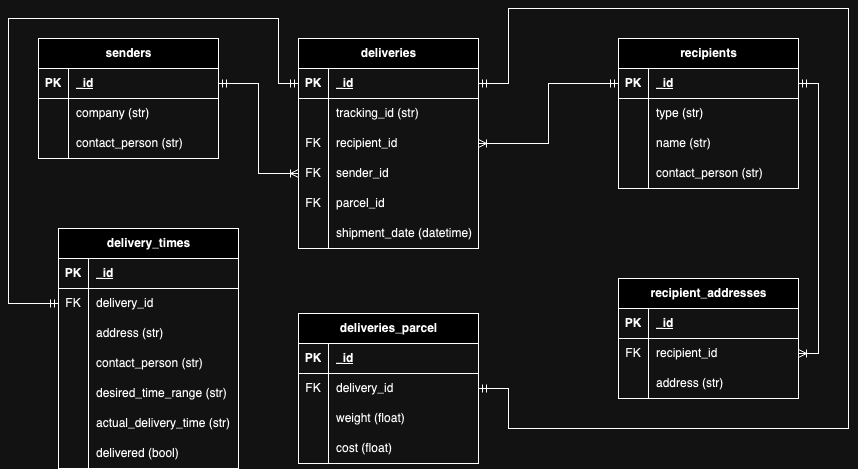 senders
PK _id
company (str)
contact_person (str)
deliveries
PK _id
tracking_id (str)
FK recipient_id
FK sender_id
FK parcel_id
shipment_date (datetime)
recipients
PK _id
type (str)
name (str)
contact_person (str)
delivery_times
PK _id
FK delivery_id
address (str)
contact_person (str)
desired_time_range (str)
actual_delivery_time (str)
delivered (bool)
deliveries_parcel
PK _id
FK delivery_id
weight (float)
cost (float)
recipient_addresses
PK _id
FK recipient_id
address (str)